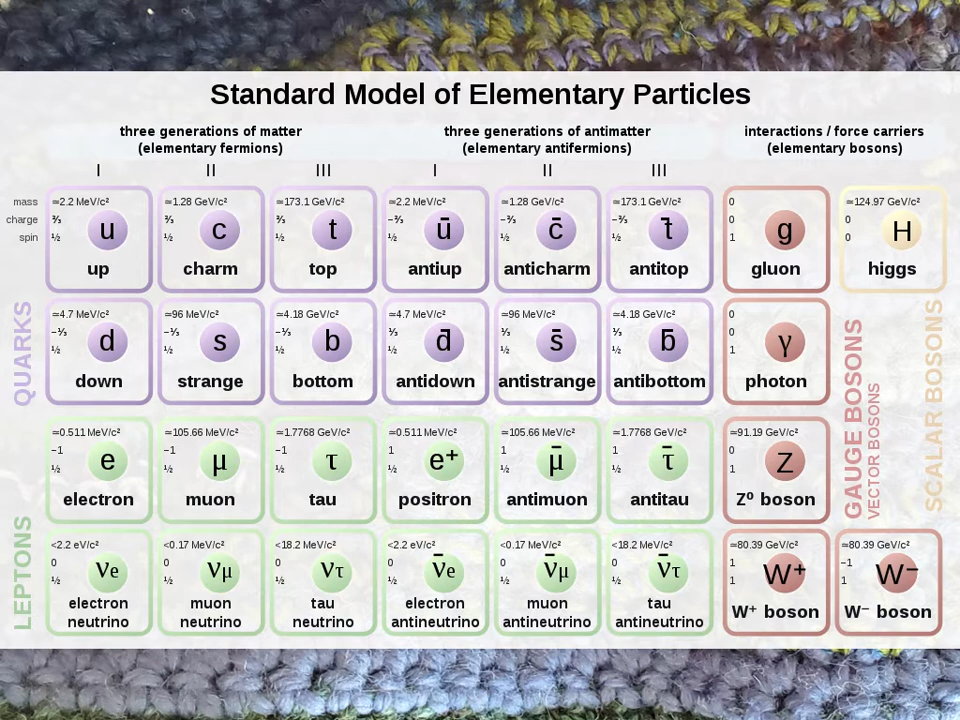 Standard Model of Elementary Particles
three generations of matter
(elementary fermions)
three generations of antimatter
(elementary antifermions)
interactions / force carriers
(elementary bosons)
I II III I II III
mass
charge
spin
≃2.2 MeV/c²
⅔
½
u
up
≃1.28 GeV/c²
⅔
½
c
charm
≃173.1 GeV/c²
⅔
½
t
top
≃2.2 MeV/c²
−⅔
½
ū
antiup
≃1.28 GeV/c²
−⅔
½
c̄
anticharm
≃173.1 GeV/c²
−⅔
½
t̄
antitop
0
0
1
g
gluon
≃124.97 GeV/c²
0
0
H
higgs
QUARKS
≃4.7 MeV/c²
−⅓
½
d
down
≃96 MeV/c²
−⅓
½
s
strange
≃4.18 GeV/c²
−⅓
½
b
bottom
≃4.7 MeV/c²
⅓
½
d̄
antidown
≃96 MeV/c²
⅓
½
s̄
antistrange
≃4.18 GeV/c²
⅓
½
b̄
antibottom
0
0
1
γ
photon
≃0.511 MeV/c²
−1
½
e
electron
≃105.66 MeV/c²
−1
½
μ
muon
≃1.7768 GeV/c²
−1
½
τ
tau
≃0.511 MeV/c²
1
½
e⁺
positron
≃105.66 MeV/c²
1
½
μ̄
antimuon
≃1.7768 GeV/c²
1
½
τ̄
antitau
≃91.19 GeV/c²
0
1
Z
Z⁰ boson
GAUGE BOSONS
VECTOR BOSONS
SCALAR BOSONS
LEPTONS
<2.2 eV/c²
0
½
νe
electron
neutrino
<0.17 MeV/c²
0
½
νμ
muon
neutrino
<18.2 MeV/c²
0
½
ντ
tau
neutrino
<2.2 eV/c²
0
½
ν̄e
electron
antineutrino
<0.17 MeV/c²
0
½
ν̄μ
muon
antineutrino
<18.2 MeV/c²
0
½
ν̄τ
tau
antineutrino
≃80.39 GeV/c²
1
1
W⁺
W⁺ boson
≃80.39 GeV/c²
−1
1
W⁻
W⁻ boson